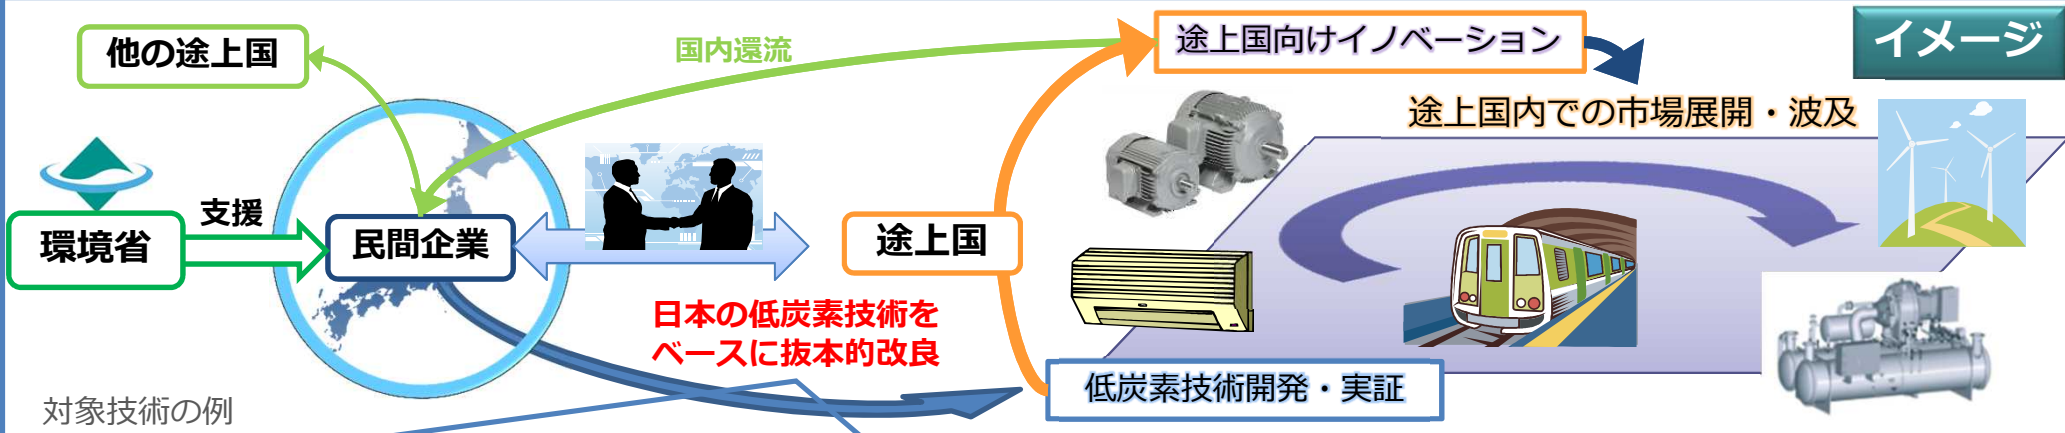 他の途上国
国内還流
途上国向けイノベーション
イメージ
途上国内での市場展開・波及
支援
環境省
民間企業
途上国
日本の低炭素技術を
ベースに抜本的改良
低炭素技術開発・実証
対象技術の例